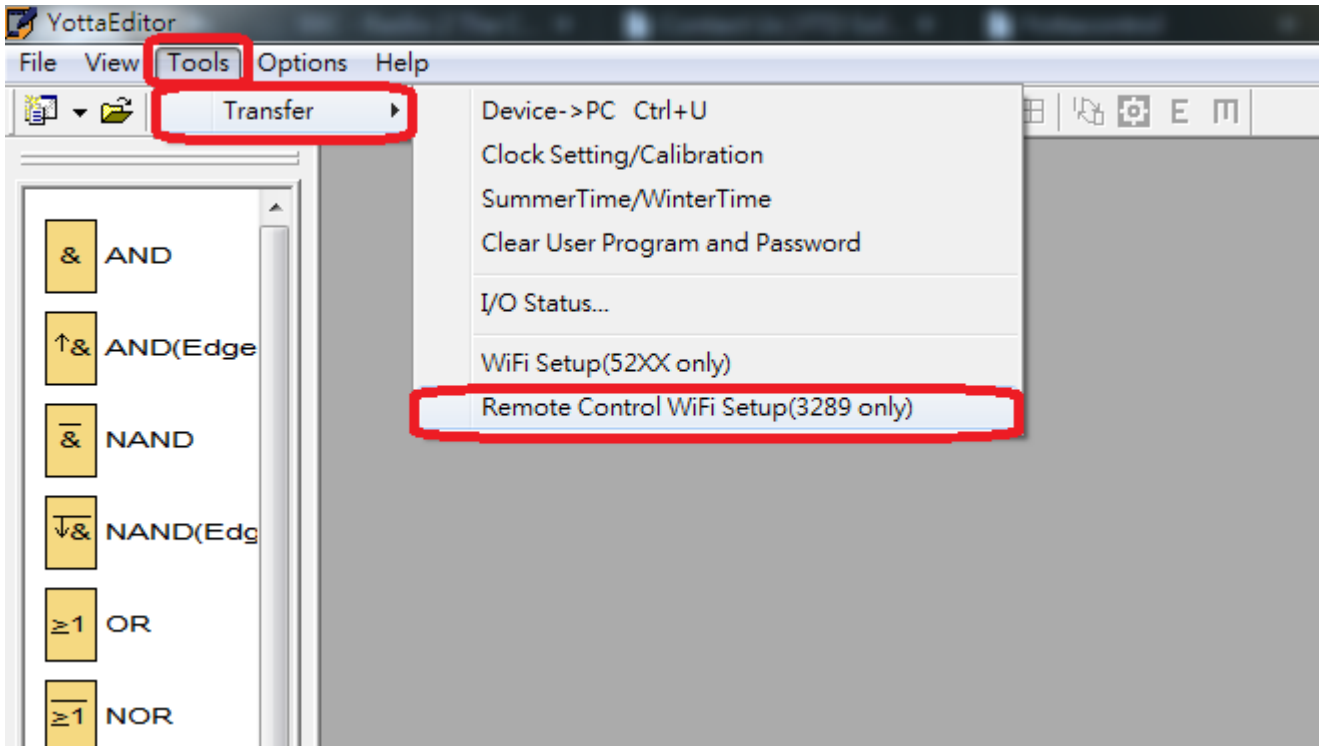 YottaEditor
File View Tools Options Help
Transfer
E m
Device->PC Ctrl+U
Clock Setting/Calibration
SummerTime/WinterTime
Clear User Program and Password
I/O Status...
WiFi Setup(52XX only)
Remote Control WiFi Setup(3289 only)
& AND
↑& AND(Edge
& NAND
↓& NAND(Edg
≥1 OR
≥1 NOR